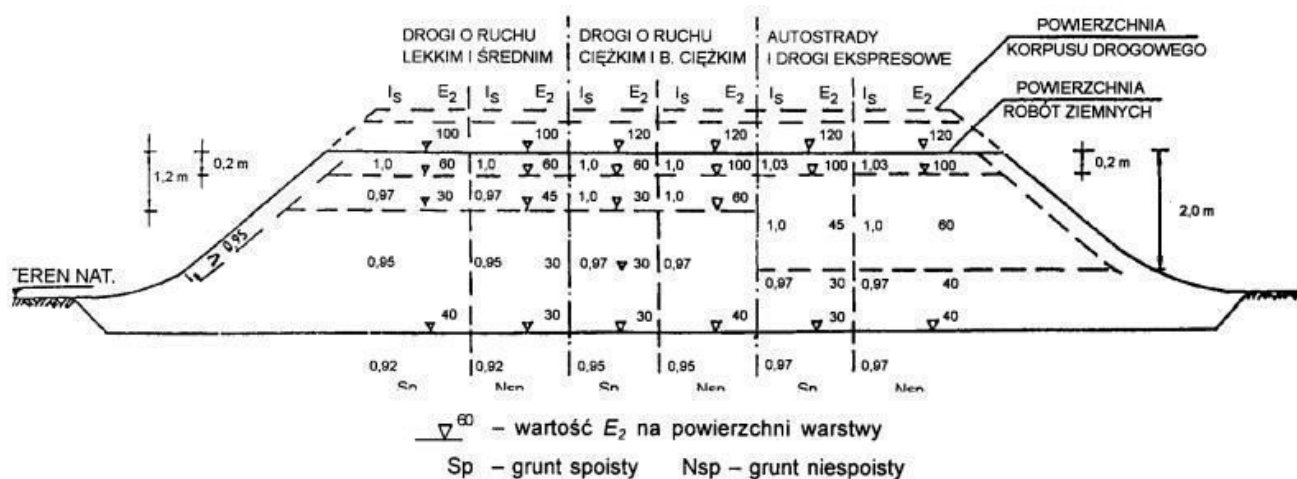 DROGI O RUCHU LEKKIM I ŚREDNIM
DROGI O RUCHU CIĘŻKIM I B. CIĘŻKIM
AUTOSTRADY I DROGI EKSPRESOWE
POWIERZCHNIA KORPUSU DROGOWEGO
POWIERZCHNIA ROBÓT ZIEMNYCH
IS E2 IS E2 IS E2 IS E2 IS E2 IS E2
100 100 120 120 120 120
1,2 m 0,2 m 1,0 60 1,0 60 1,0 60 1,0 100 1,03 100 1,03 100 0,2 m
0,97 30 0,97 45 1,0 30 1,0 60
1,0 45 1,0 60 2,0 m
IS ≥ 0,95
0,95 0,95 30 0,97 30 0,97
EREN NAT.
0,97 30 0,97 40
40 30 30 40 30 40
0,92 0,92 0,95 0,95 0,97 0,97
Sp Nsp Sp Nsp Sp Nsp
60 – wartość E2 na powierzchni warstwy
Sp – grunt spoisty Nsp – grunt niespoisty